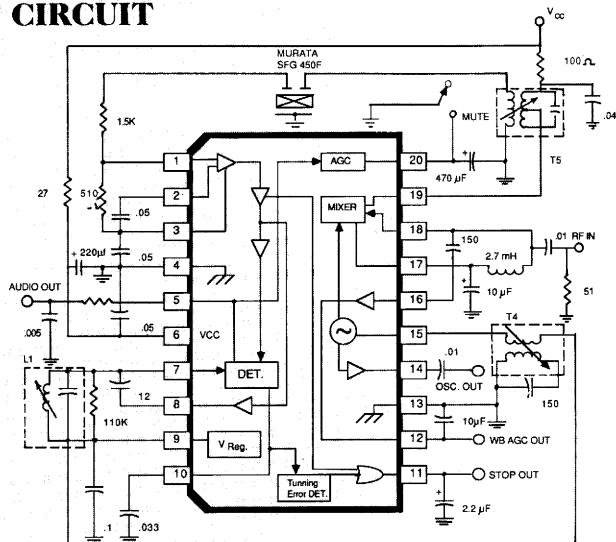 CIRCUIT
VCC
MURATA
SFG 450F
100 Ω
.04
MUTE
T5
1.5K
1
AGC
20
470 µF
27
510
2
.05
MIXER
19
3
18
150
.01 RF IN
220µf
.05
4
17
2.7 mH
10 µF
51
AUDIO OUT
5
16
T4
.05
6
VCC
15
.005
.01
14
OSC. OUT
L1
7
DET.
150
12
8
13
110K
10µF
9
V Reg.
12
WB AGC OUT
10
Tunning
Error DET.
11
STOP OUT
.1
.033
2.2 µF